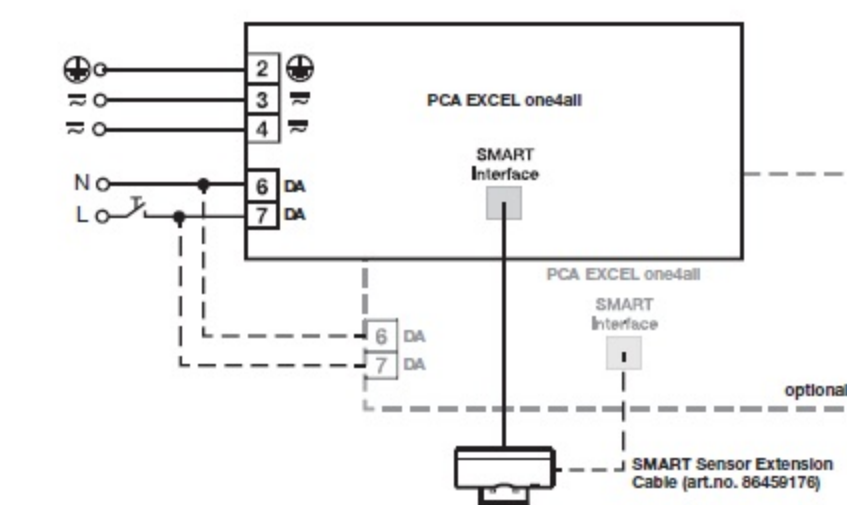 2
3
4
PCA EXCEL one4all
SMART
Interface
N
6 DA
L
7 DA
PCA EXCEL one4all
SMART
Interface
6 DA
7 DA
optional
SMART Sensor Extension
Cable (art.no. 86459176)